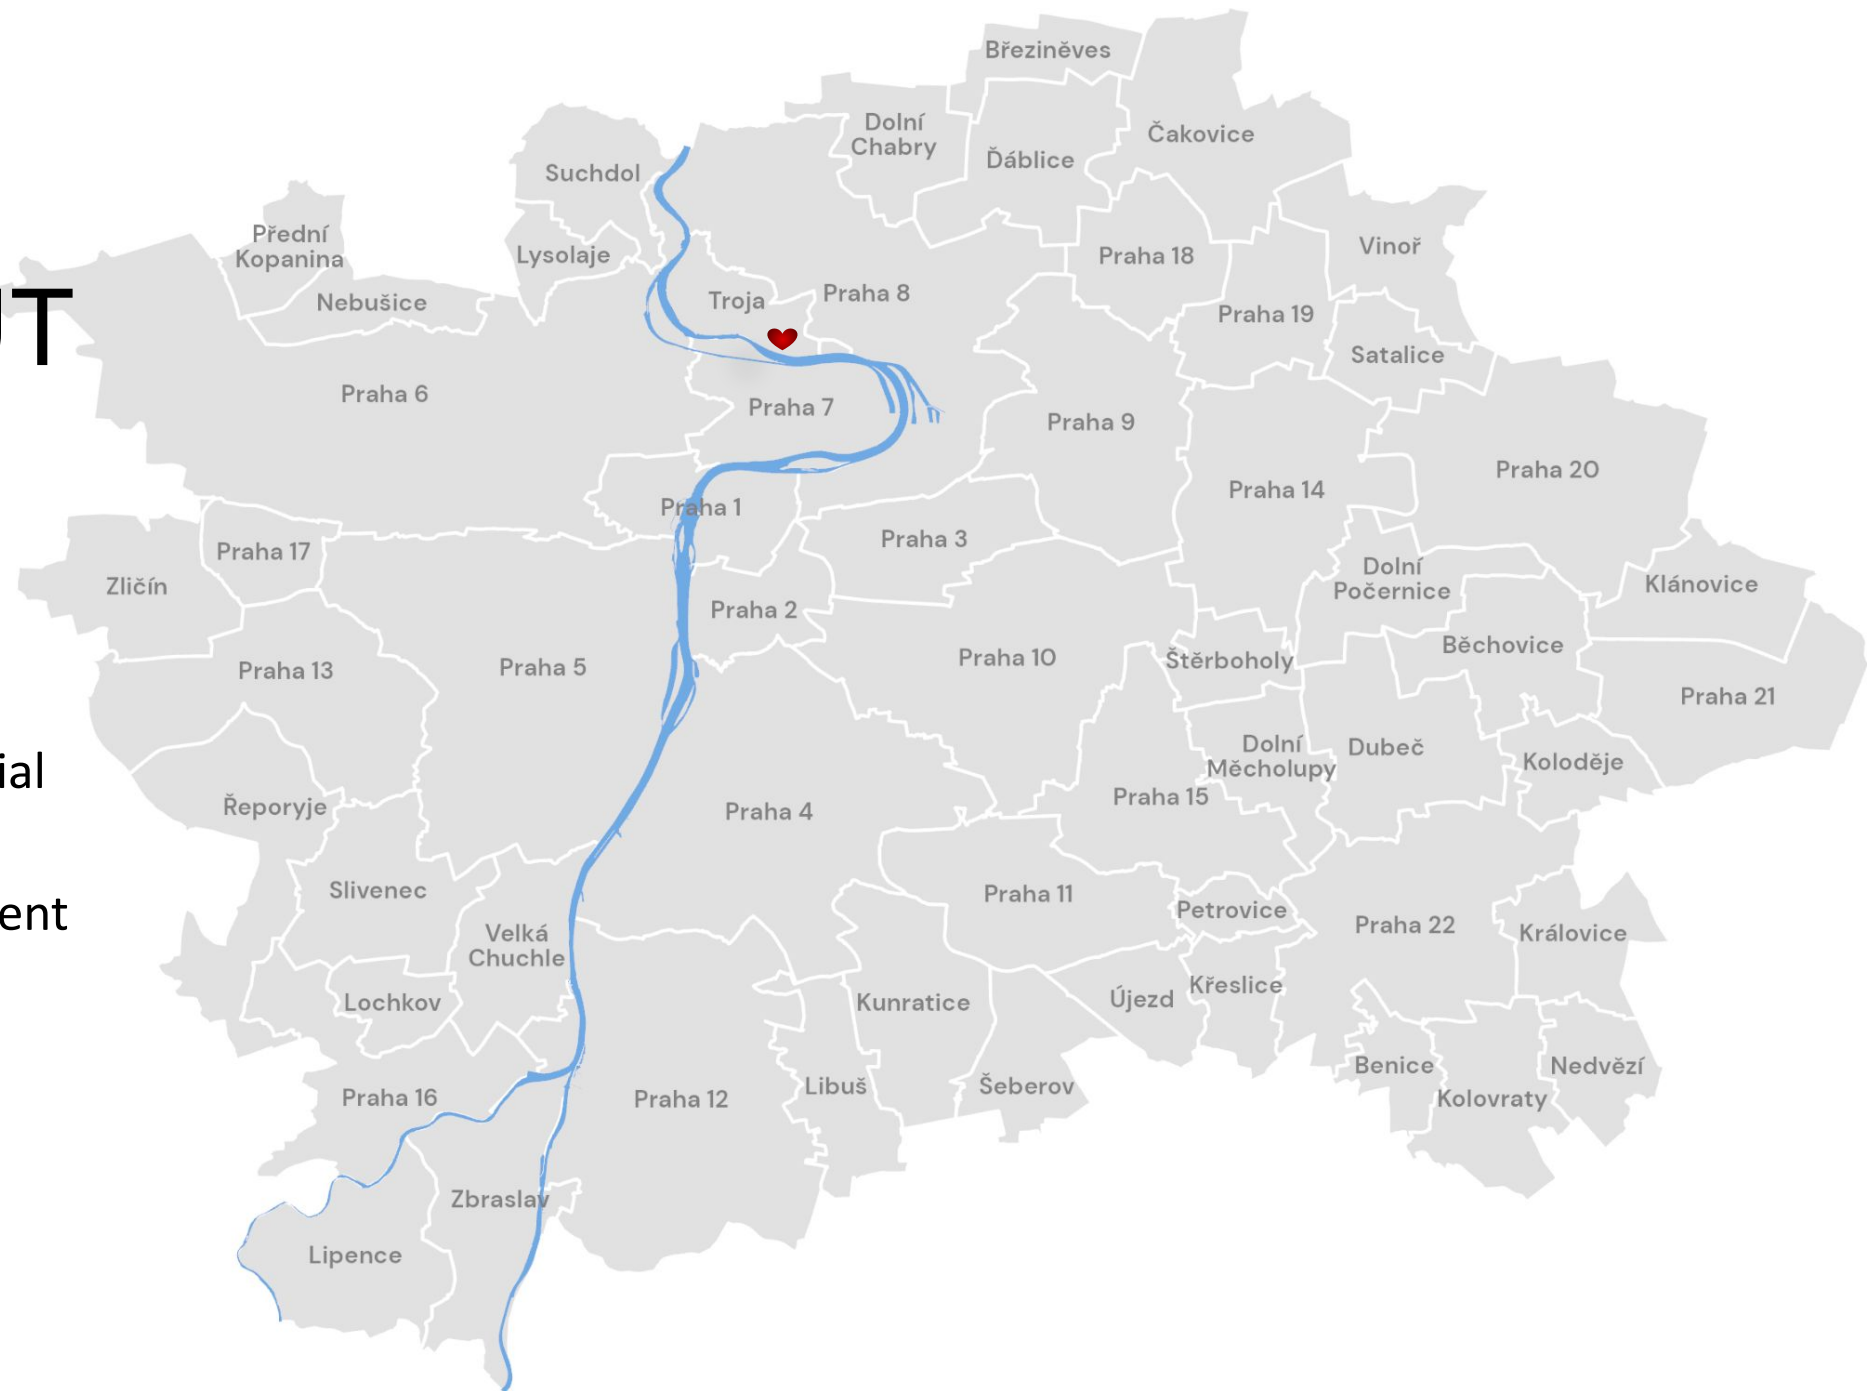 Březiněves
Dolní
Chabry
Ďáblice
Čakovice
Suchdol
Přední
Kopanina
Lysolaje
Nebušice
Troja
Praha 8
Praha 18
Vinoř
Praha 19
Satalice
UT
Praha 6
Praha 7
Praha 9
Praha 20
Praha 14
Praha 1
Praha 3
Praha 17
Zličín
Dolní
Počernice
Klánovice
Praha 2
Běchovice
Praha 10
Štěrboholy
Praha 13
Praha 5
Praha 21
Dolní
Měcholupy
Dubeč
Koloděje
ial
Praha 15
Řeporyje
Praha 4
Slivenec
Praha 11
Petrovice
ent
Praha 22
Královice
Velká
Chuchle
Lochkov
Kunratice
Újezd
Křeslice
Benice
Nedvězí
Praha 16
Praha 12
Libuš
Šeberov
Kolovraty
Zbraslav
Lipence